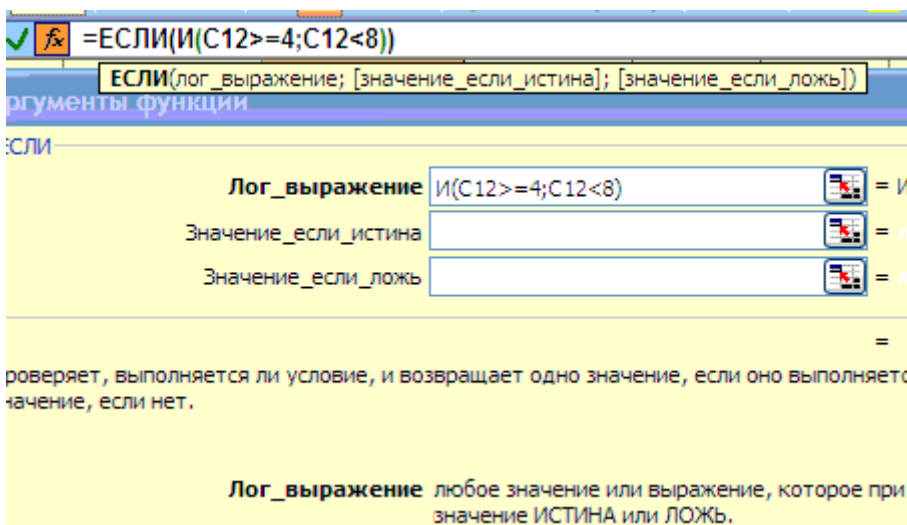 fx =ЕСЛИ(И(C12>=4;C12<8))
ЕСЛИ(лог_выражение; [значение_если_истина]; [значение_если_ложь])
ргументы функции
ЕСЛИ
Лог_выражение И(C12>=4;C12<8) = И
Значение_если_истина =
Значение_если_ложь =
=
роверяет, выполняется ли условие, и возвращает одно значение, если оно выполняетс
начение, если нет.
Лог_выражение любое значение или выражение, которое при
значение ИСТИНА или ЛОЖЬ.